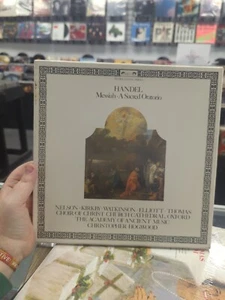 HANDEL
Messiah · A Sacred Oratorio
NELSON · KIRKBY · WATKINSON · ELLIOTT · THOMAS
CHOIR OF CHRIST CHURCH CATHEDRAL, OXFORD
THE ACADEMY OF ANCIENT MUSIC
CHRISTOPHER HOGWOOD